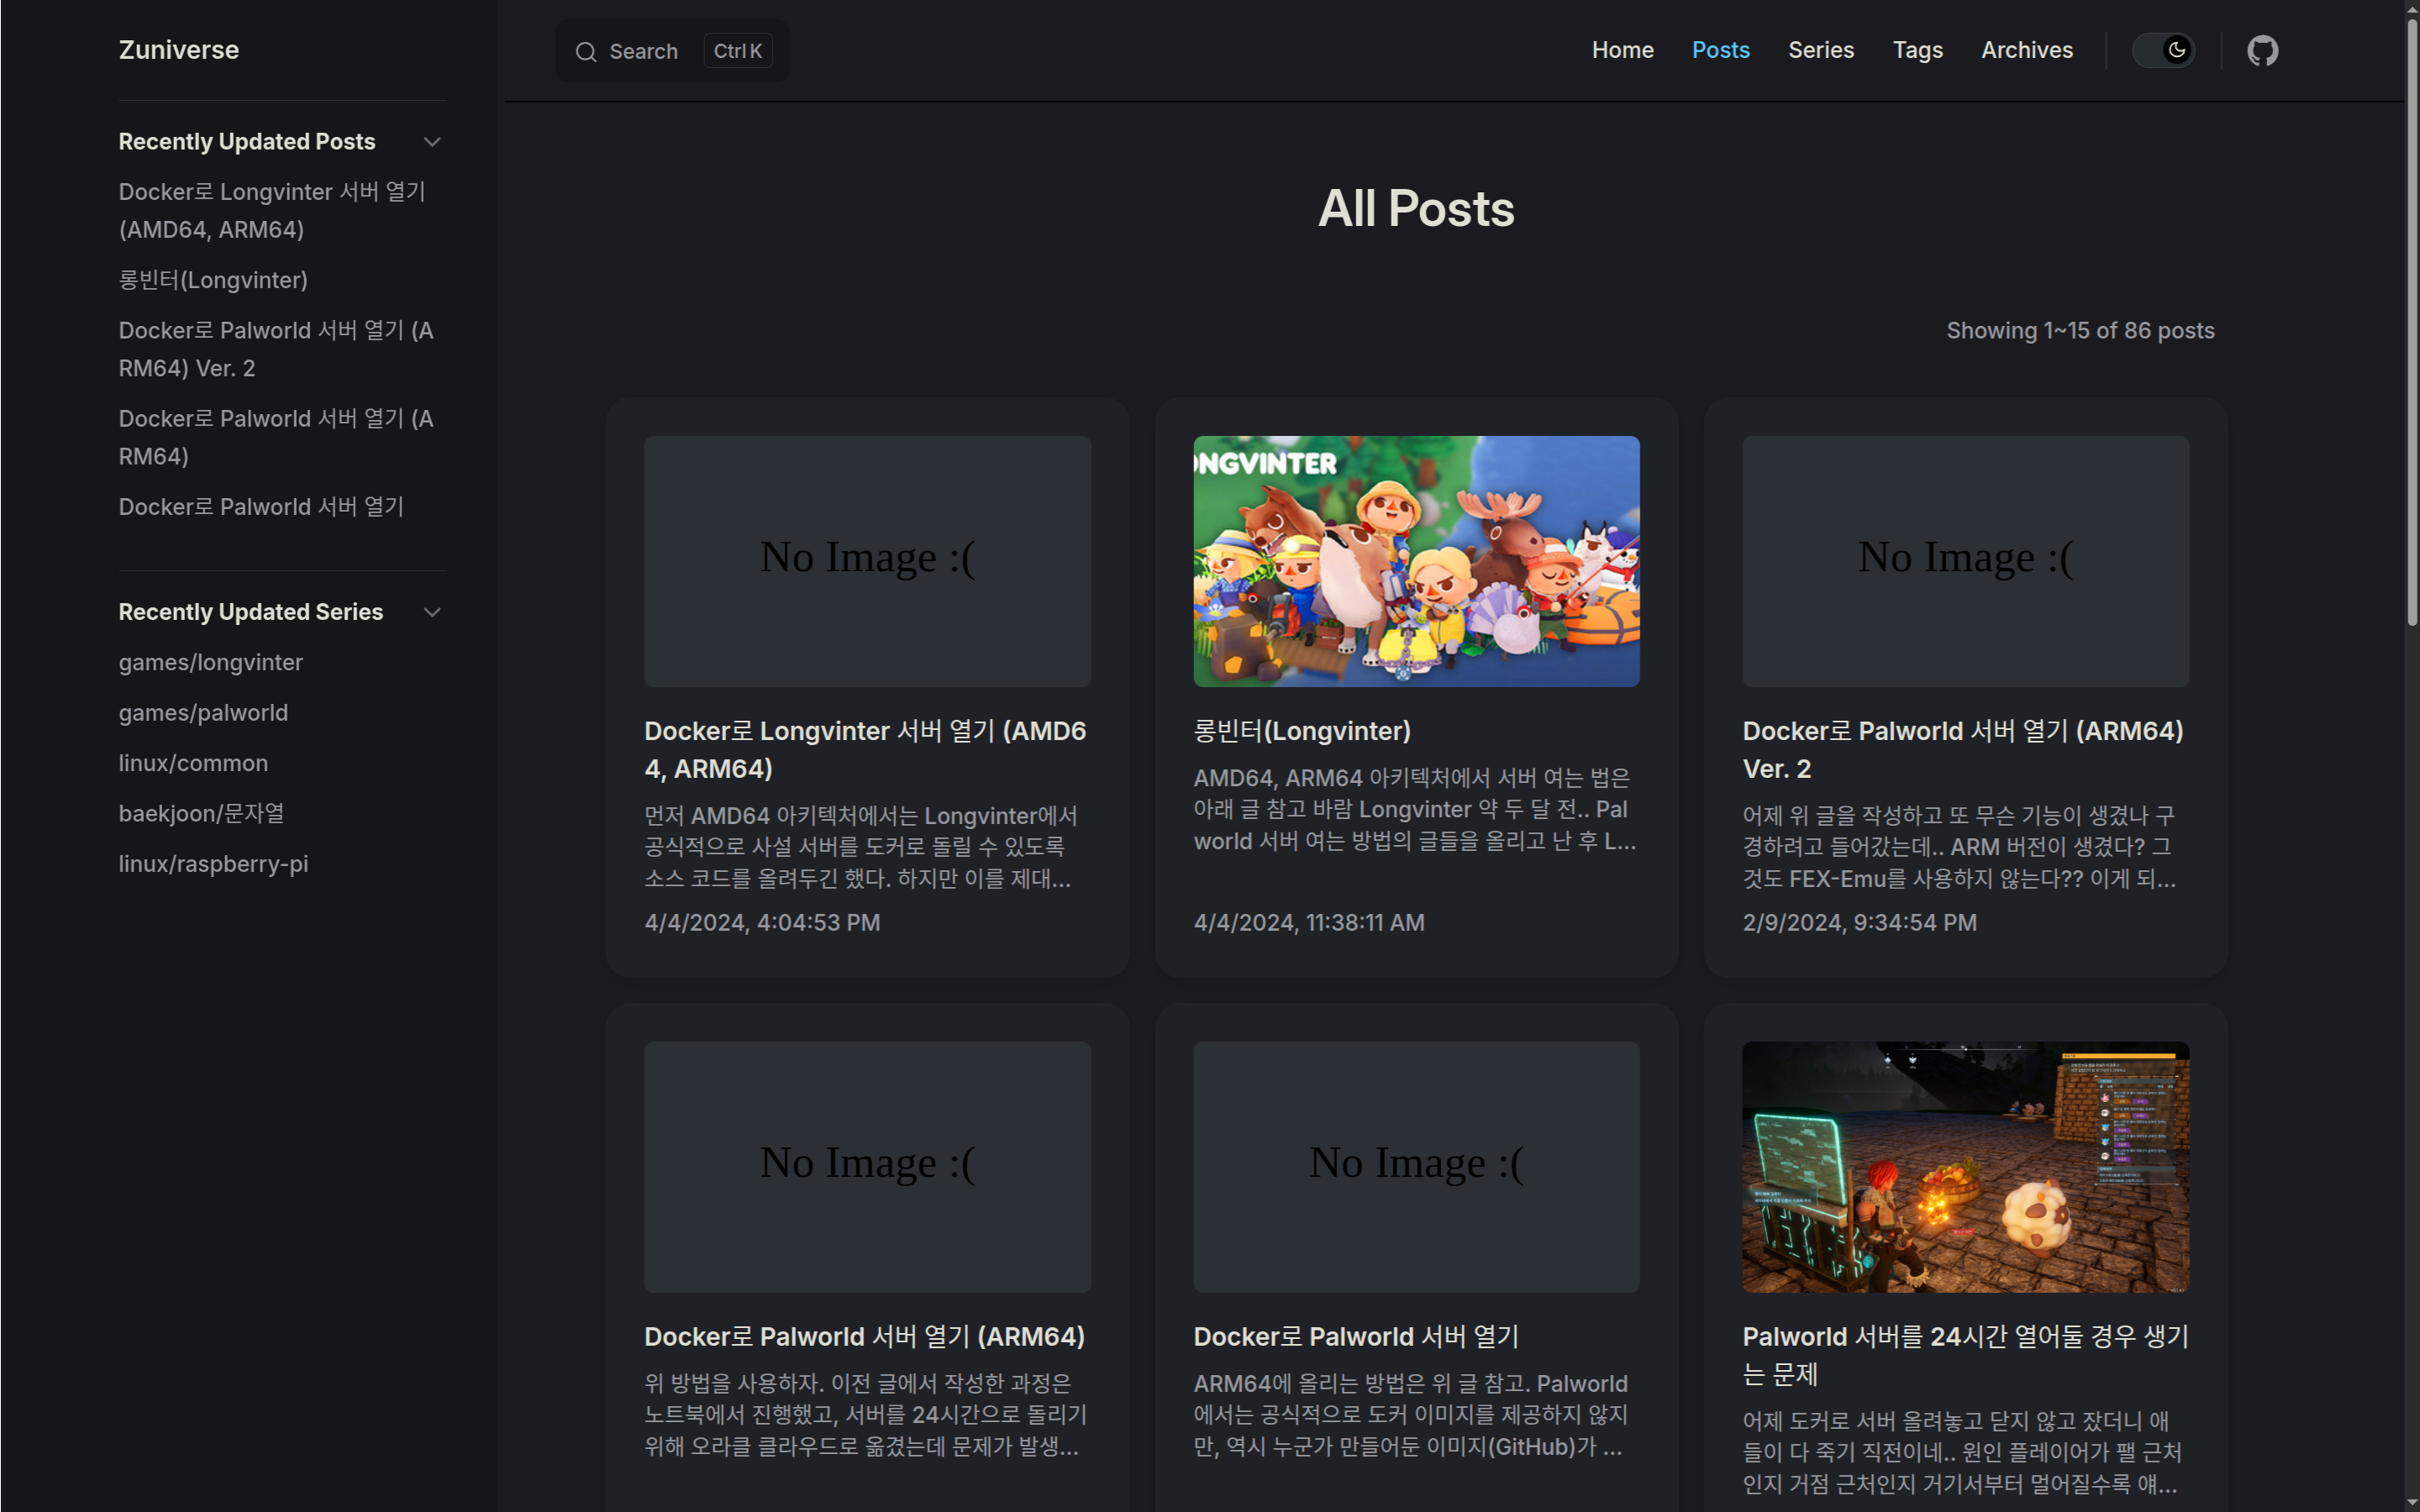 Zuniverse
Search Ctrl K
Home Posts Series Tags Archives
Recently Updated Posts
Docker로 Longvinter 서버 열기
(AMD64, ARM64)
롱빈터(Longvinter)
Docker로 Palworld 서버 열기 (A
RM64) Ver. 2
Docker로 Palworld 서버 열기 (A
RM64)
Docker로 Palworld 서버 열기
Recently Updated Series
games/longvinter
games/palworld
linux/common
baekjoon/문자열
linux/raspberry-pi
All Posts
Showing 1~15 of 86 posts
No Image :(
Docker로 Longvinter 서버 열기 (AMD6
4, ARM64)
먼저 AMD64 아키텍처에서는 Longvinter에서
공식적으로 사설 서버를 도커로 돌릴 수 있도록
소스 코드를 올려두긴 했다. 하지만 이를 제대...
4/4/2024, 4:04:53 PM
ONGVINTER
롱빈터(Longvinter)
AMD64, ARM64 아키텍처에서 서버 여는 법은
아래 글 참고 바람 Longvinter 약 두 달 전.. Pal
world 서버 여는 방법의 글들을 올리고 난 후 L...
4/4/2024, 11:38:11 AM
No Image :(
Docker로 Palworld 서버 열기 (ARM64)
Ver. 2
어제 위 글을 작성하고 또 무슨 기능이 생겼나 구
경하려고 들어갔는데.. ARM 버전이 생겼다? 그
것도 FEX-Emu를 사용하지 않는다?? 이게 되...
2/9/2024, 9:34:54 PM
No Image :(
Docker로 Palworld 서버 열기 (ARM64)
위 방법을 사용하자. 이전 글에서 작성한 과정은
노트북에서 진행했고, 서버를 24시간으로 돌리기
위해 오라클 클라우드로 옮겼는데 문제가 발생...
No Image :(
Docker로 Palworld 서버 열기
ARM64에 올리는 방법은 위 글 참고. Palworld
에서는 공식적으로 도커 이미지를 제공하지 않지
만, 역시 누군가 만들어둔 이미지(GitHub)가 ...
Palworld 서버를 24시간 열어둘 경우 생기
는 문제
어제 도커로 서버 올려놓고 닫지 않고 잤더니 애
들이 다 죽기 직전이네.. 원인 플레이어가 팰 근처
인지 거점 근처인지 거기서부터 멀어질수록 얘...